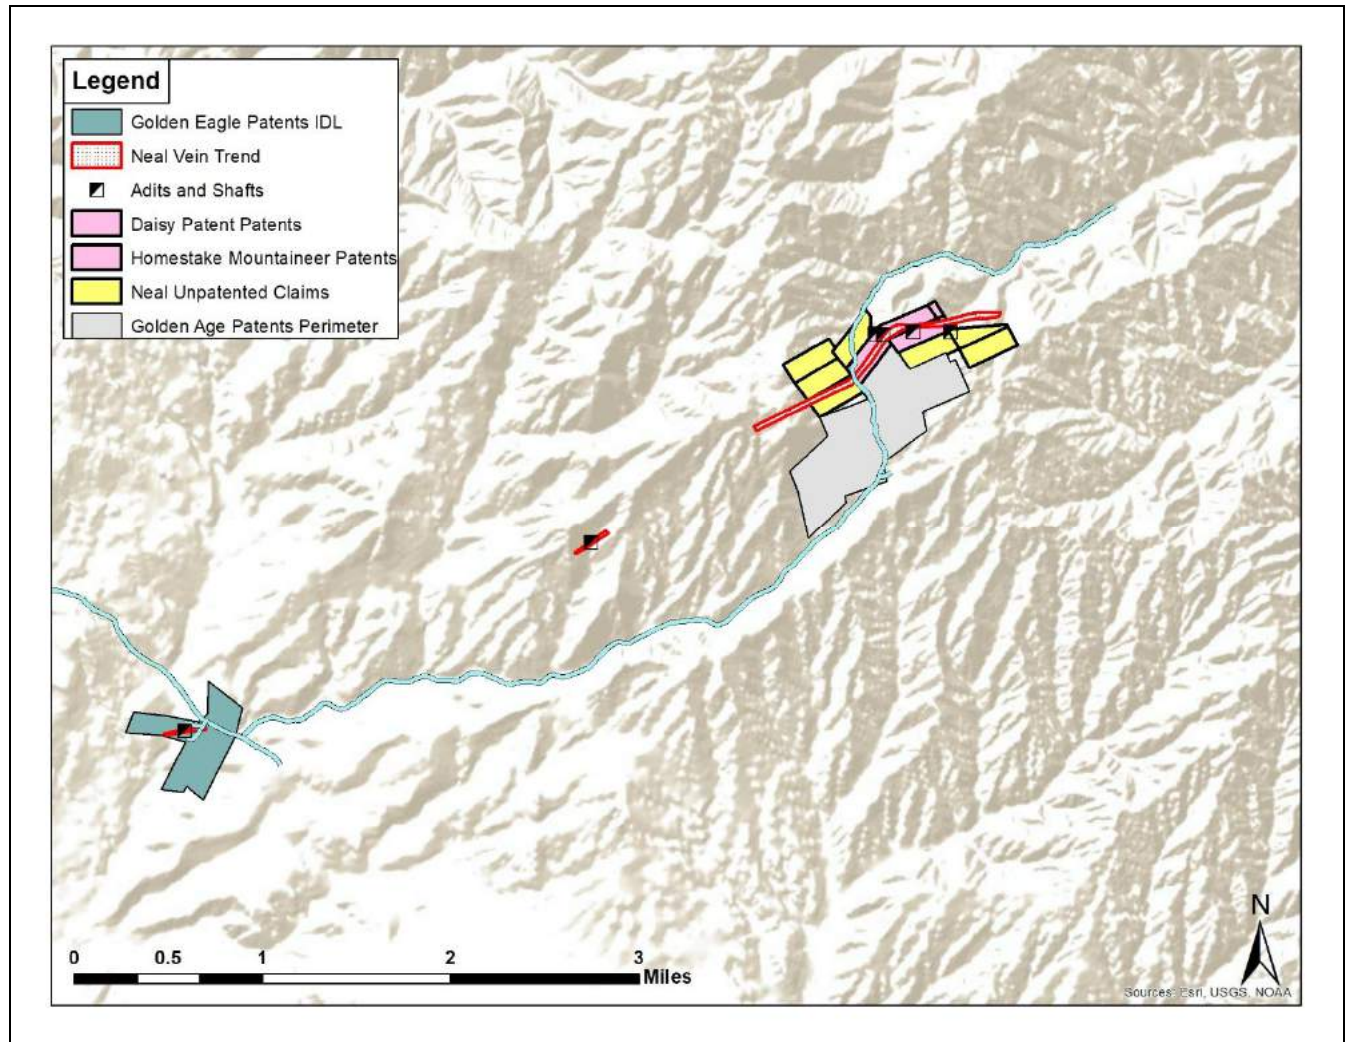 Legend
Golden Eagle Patents IDL
Neal Vein Trend
Adits and Shafts
Daisy Patent Patents
Homestake Mountaineer Patents
Neal Unpatented Claims
Golden Age Patents Perimeter
N
0 0.5 1 2 3
Miles
Sources: Esri, USGS, NOAA